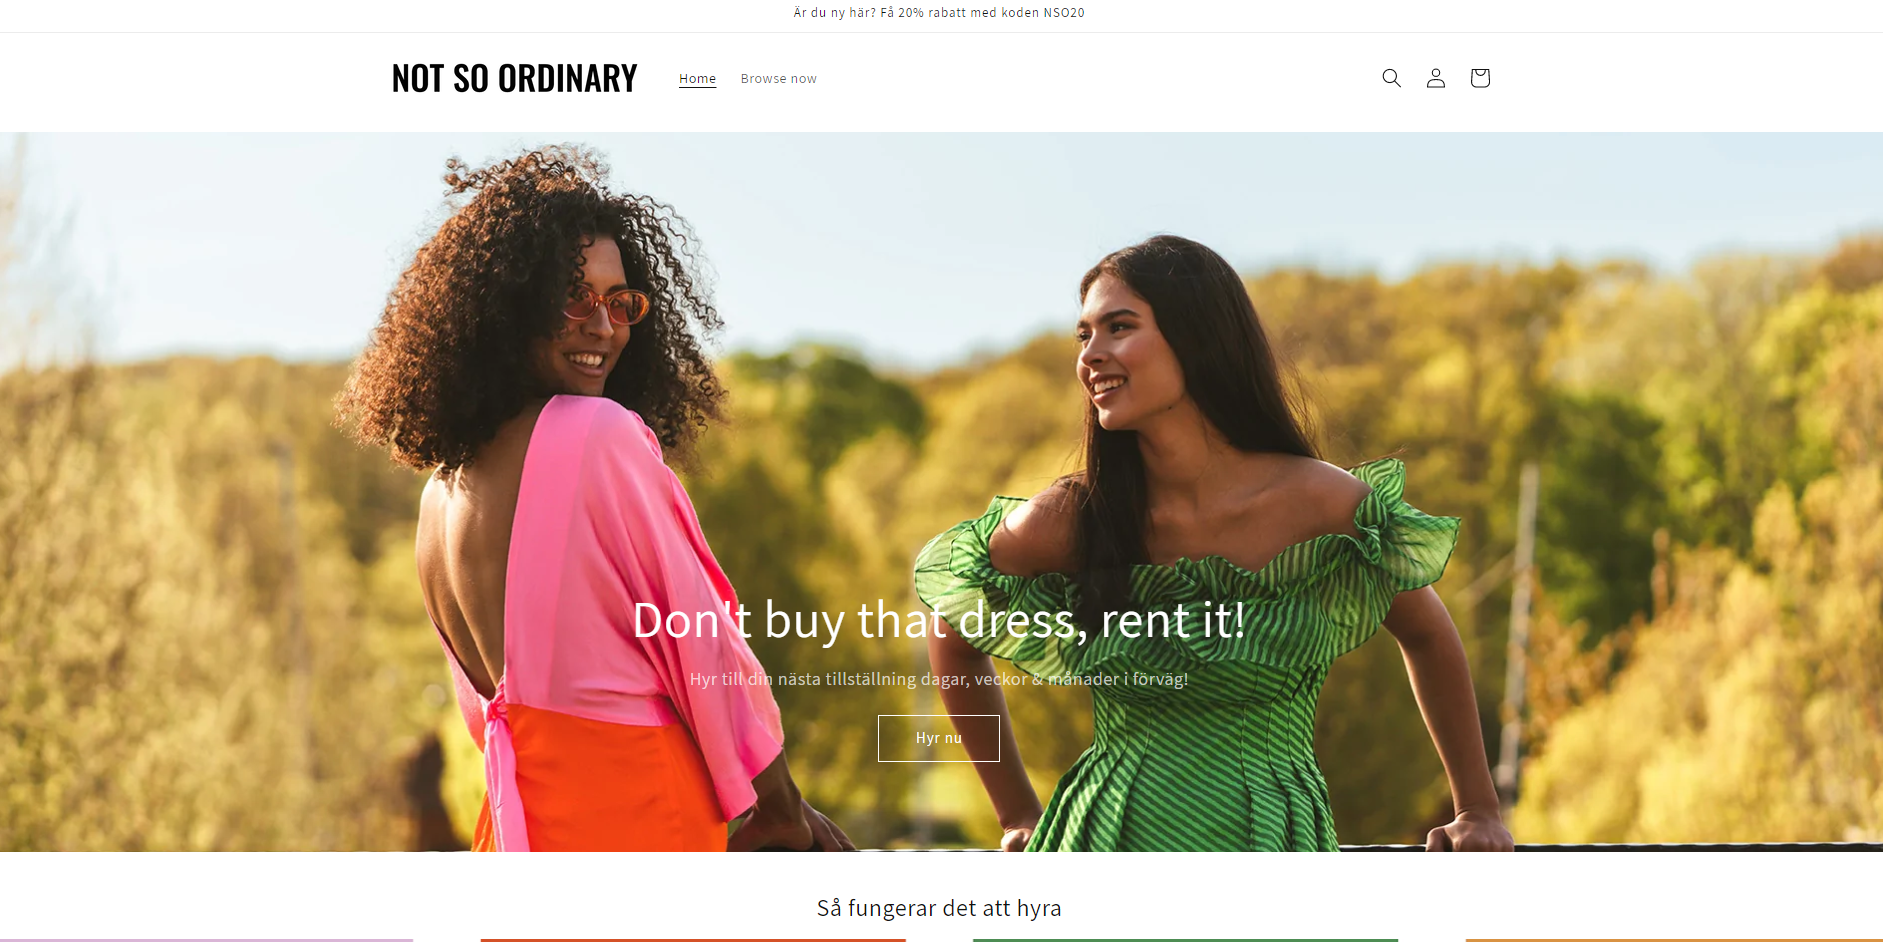 Är du ny här? Få 20% rabatt med koden NSO20
NOT SO ORDINARY
Home
Browse now
Don't buy that dress, rent it!
Hyr till din nästa tillställning dagar, veckor & månader i förväg!
Hyr nu
Så fungerar det att hyra